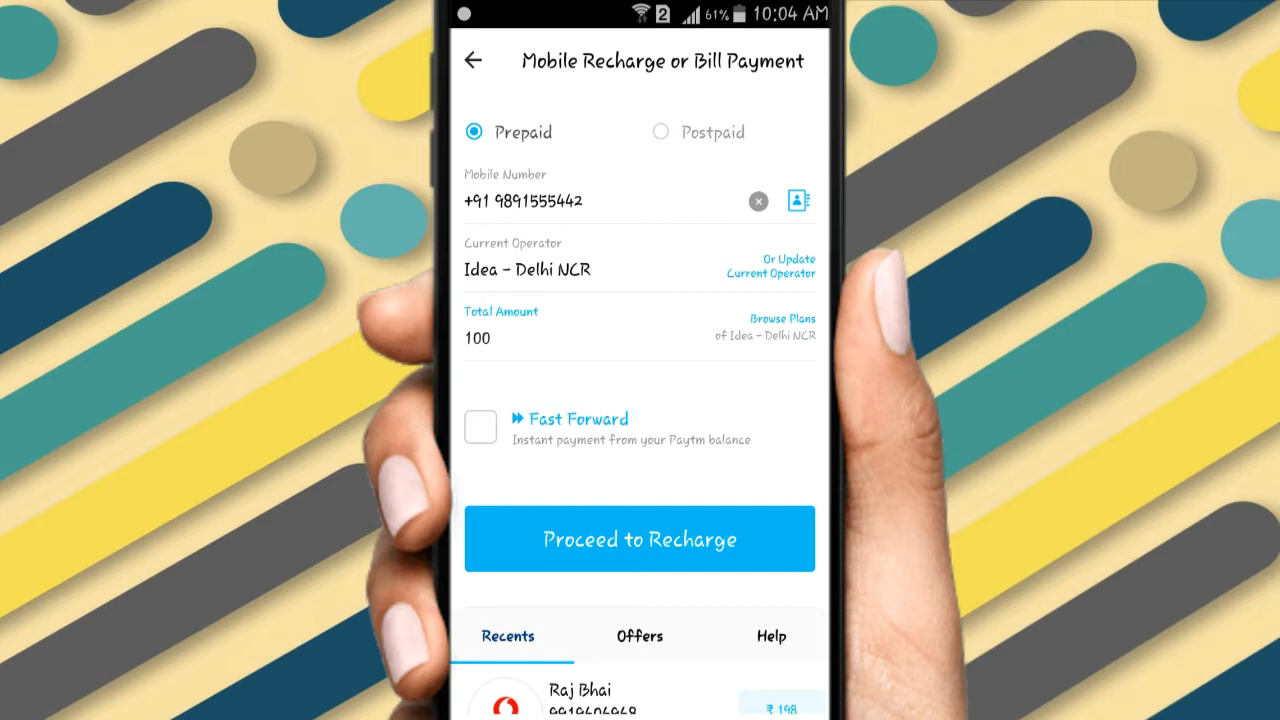 2 61% 10:04 AM
Mobile Recharge or Bill Payment
Prepaid Postpaid
Mobile Number
+91 9891555442
Current Operator
Idea - Delhi NCR
Or Update
Current Operator
Total Amount
100
Browse Plans
of Idea - Delhi NCR
Fast Forward
Instant payment from your Paytm balance
Proceed to Recharge
Recents Offers Help
Raj Bhai
₹ 198